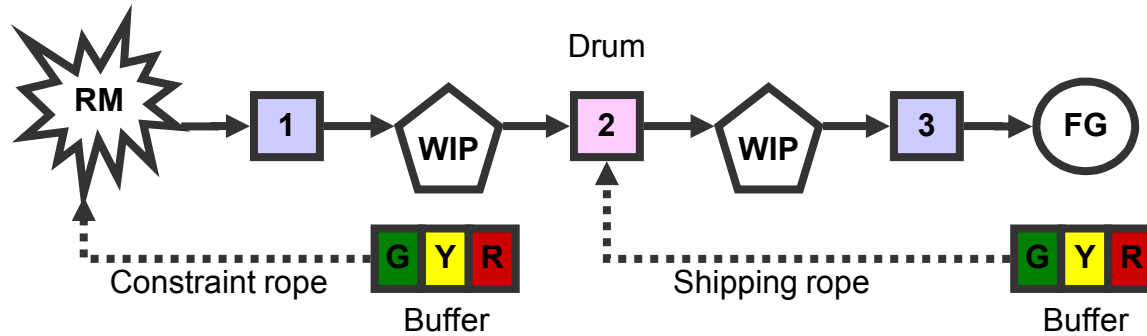 Drum
RM
1
WIP
2
WIP
3
FG
G Y R
G Y R
Constraint rope
Shipping rope
Buffer
Buffer